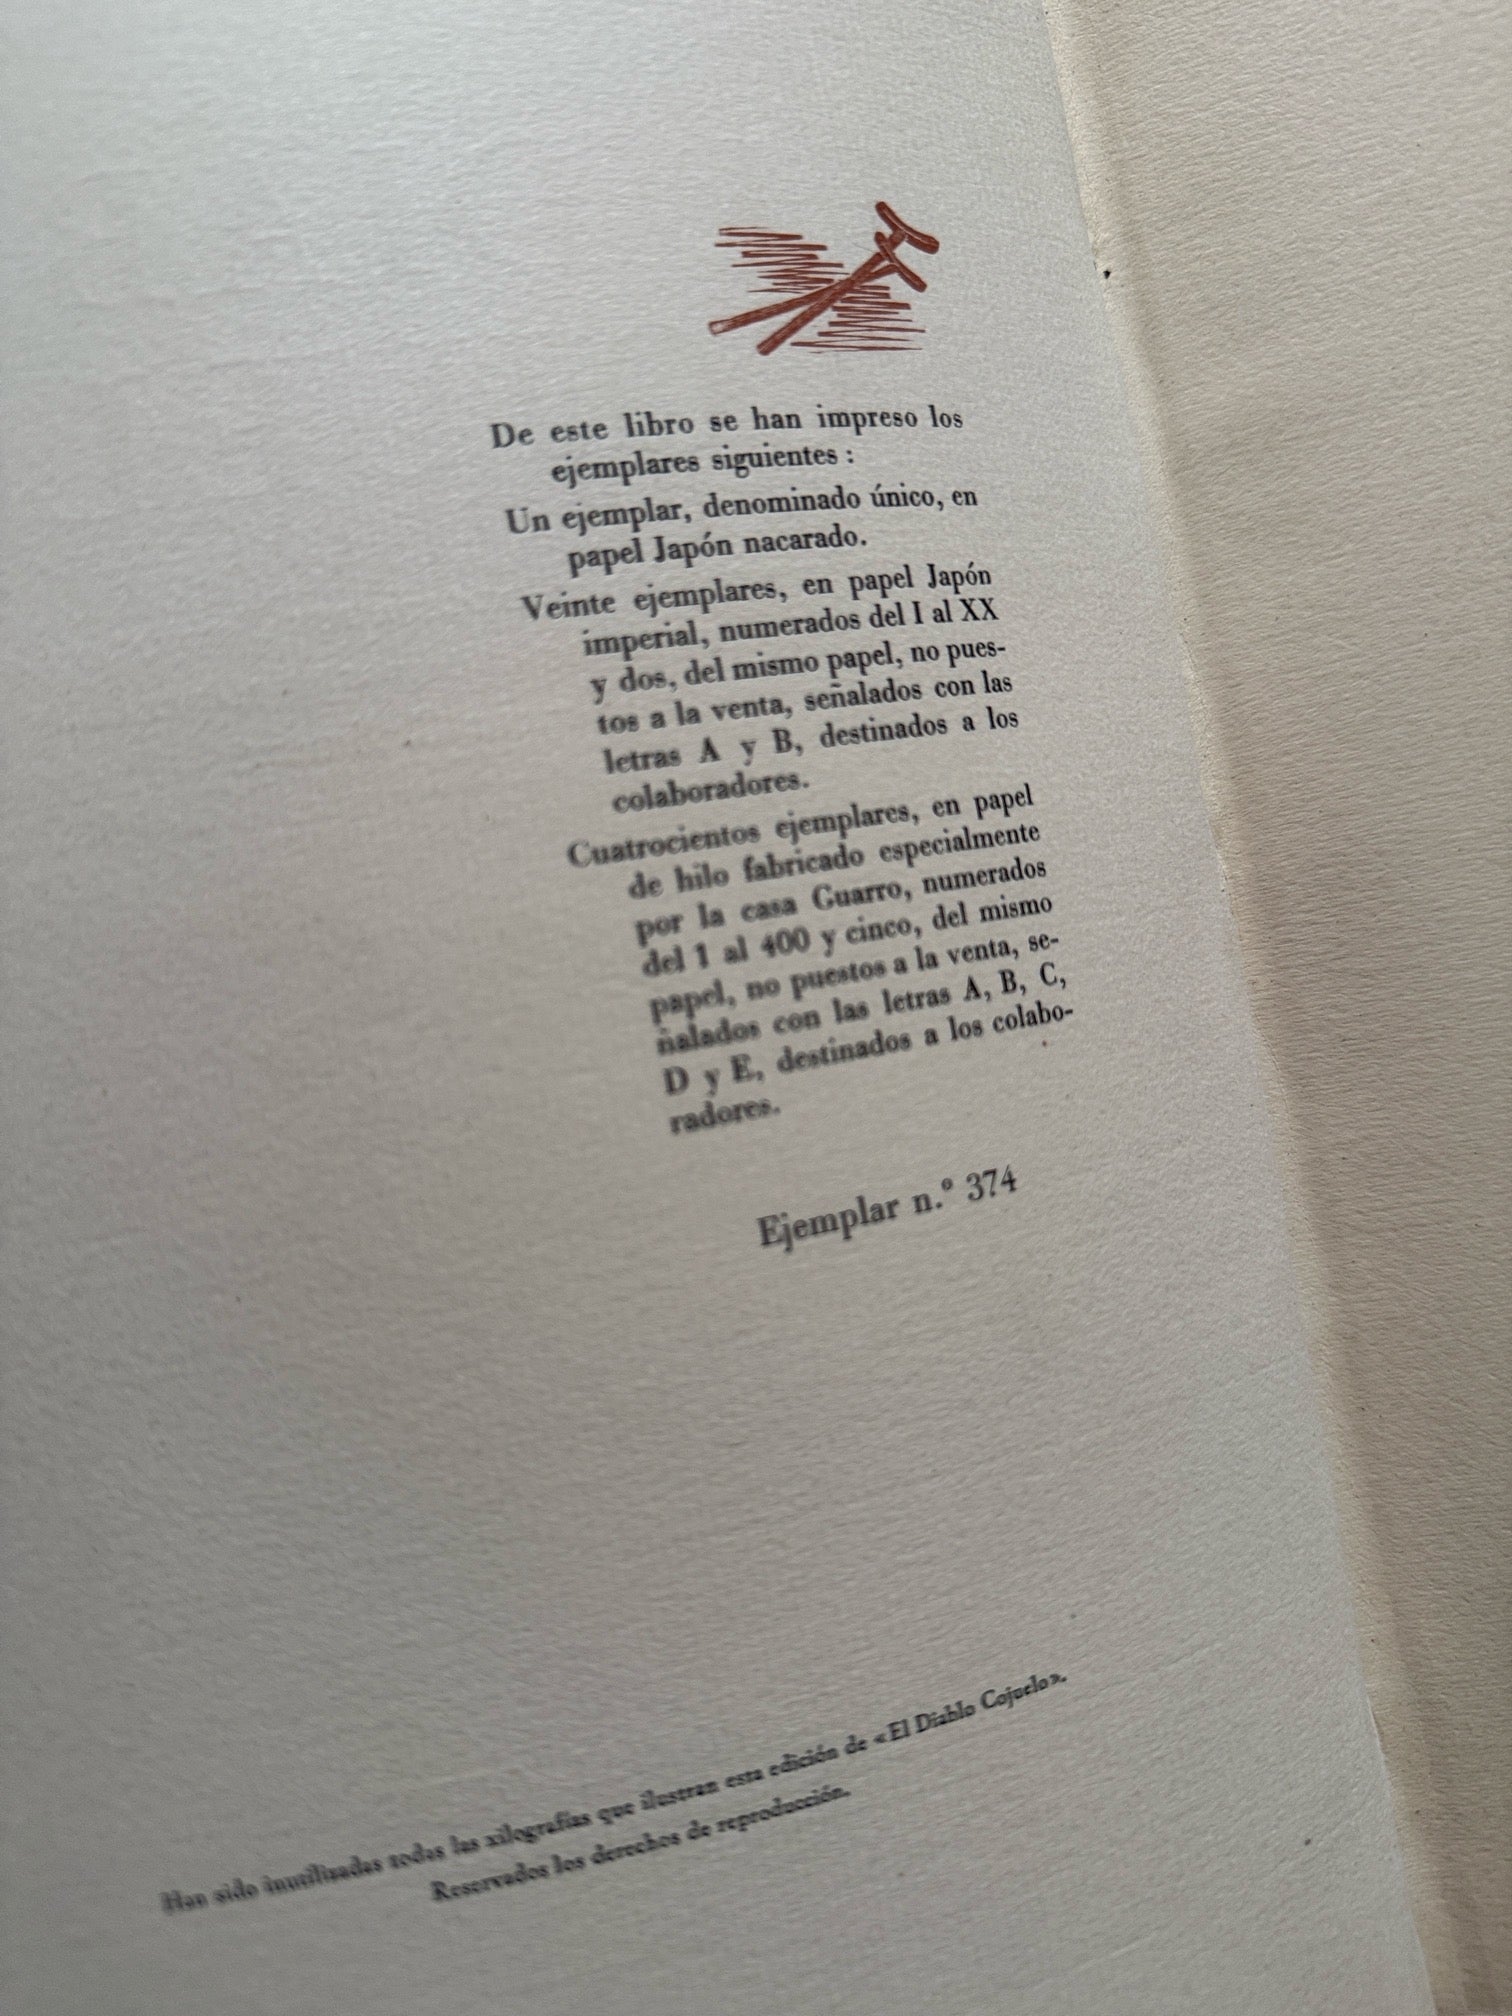 De este libro se han impreso los
ejemplares siguientes :
Un ejemplar, denominado único, en
papel Japón nacarado.
Veinte ejemplares, en papel Japón
imperial, numerados del I al XX
y dos, del mismo papel, no pues-
tos a la venta, señalados con las
letras A y B, destinados a los
colaboradores.
Cuatrocientos ejemplares, en papel
de hilo fabricado especialmente
por la casa Guarro, numerados
del 1 al 400 y cinco, del mismo
papel, no puestos a la venta, se-
ñalados con las letras A, B, C,
D y E, destinados a los colabo-
radores.
Ejemplar n.º 374
Han sido inutilizadas todas las xilografías que ilustran esta edición de «El Diablo Cojuelo».
Reservados los derechos de reproducción.